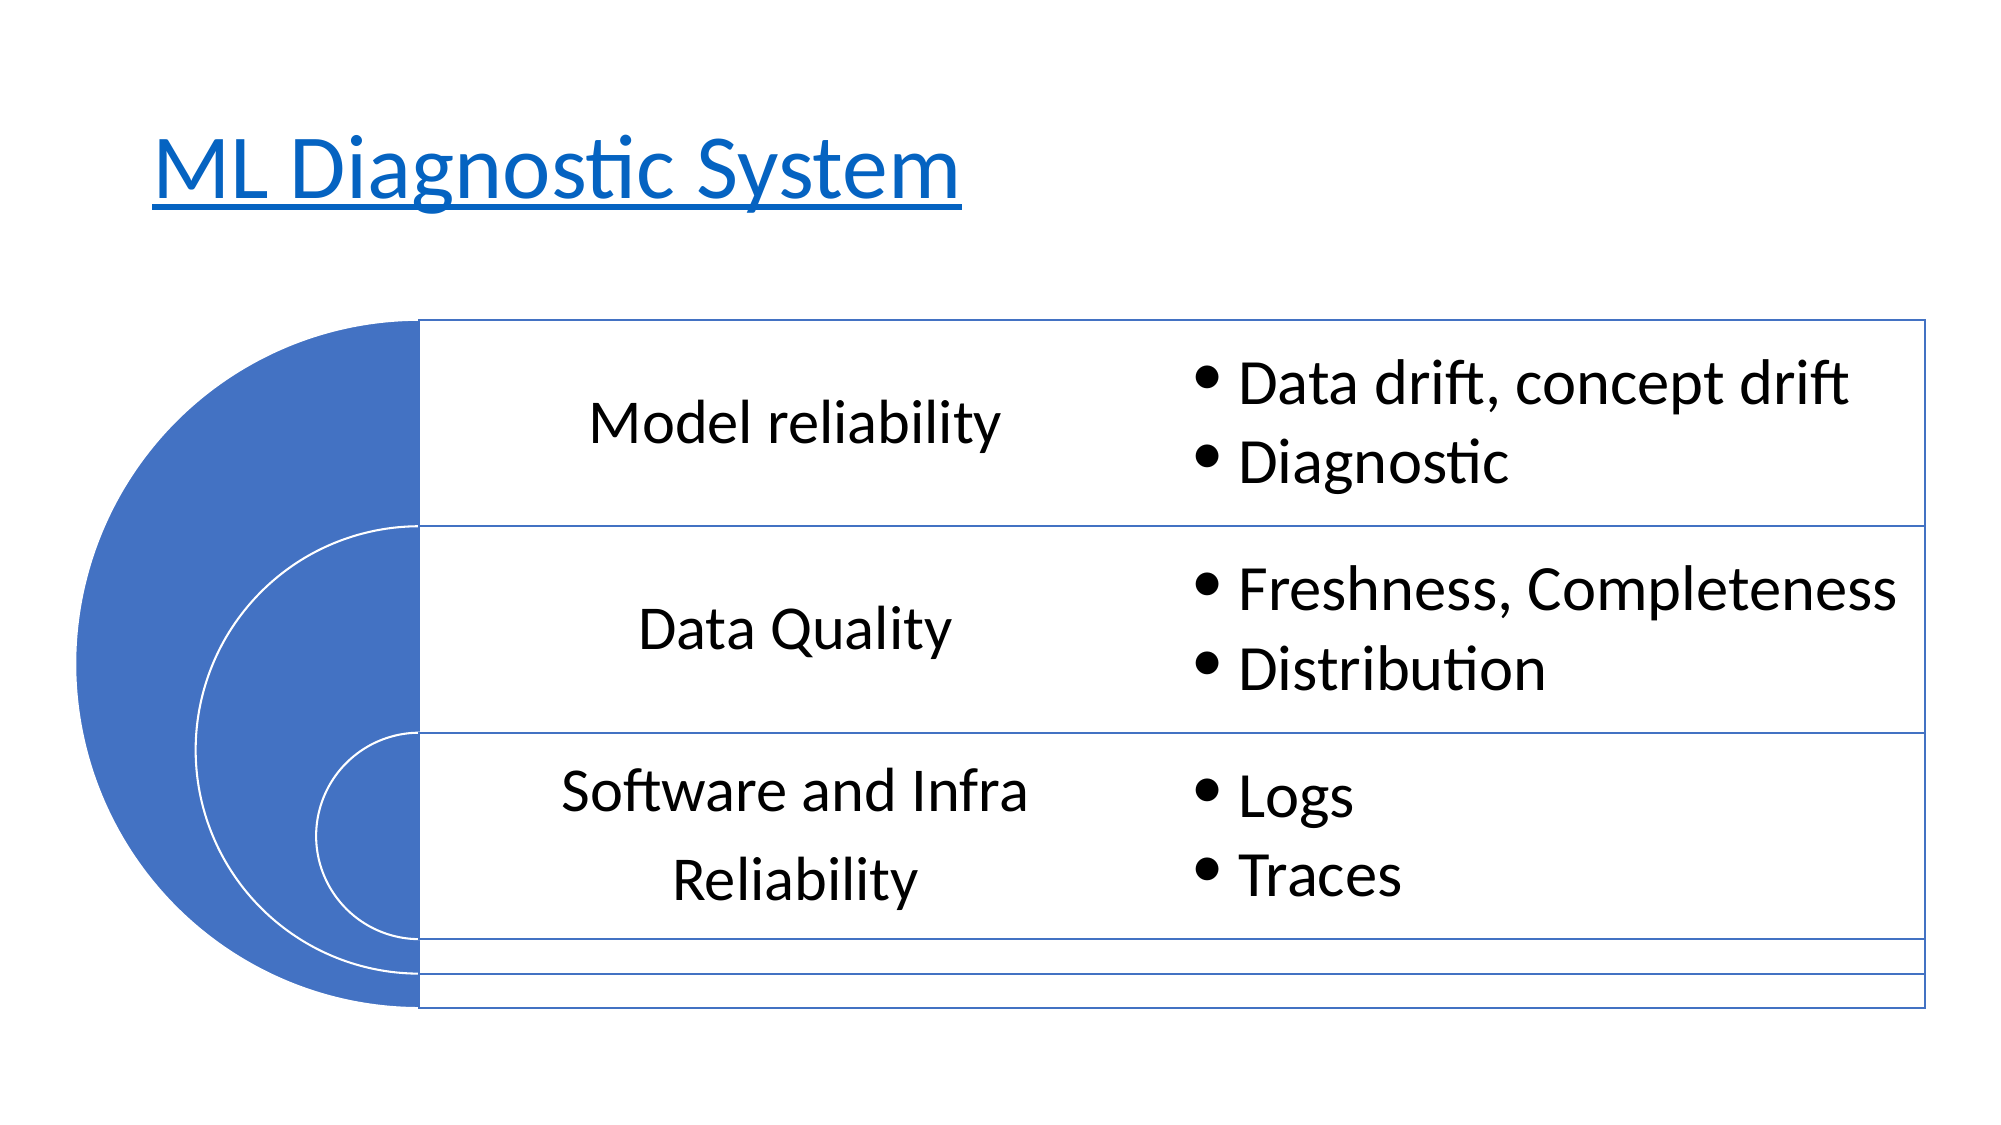 ML Diagnostic System
Model reliability
• Data drift, concept drift
• Diagnostic
Data Quality
• Freshness, Completeness
• Distribution
Software and Infra
Reliability
• Logs
• Traces